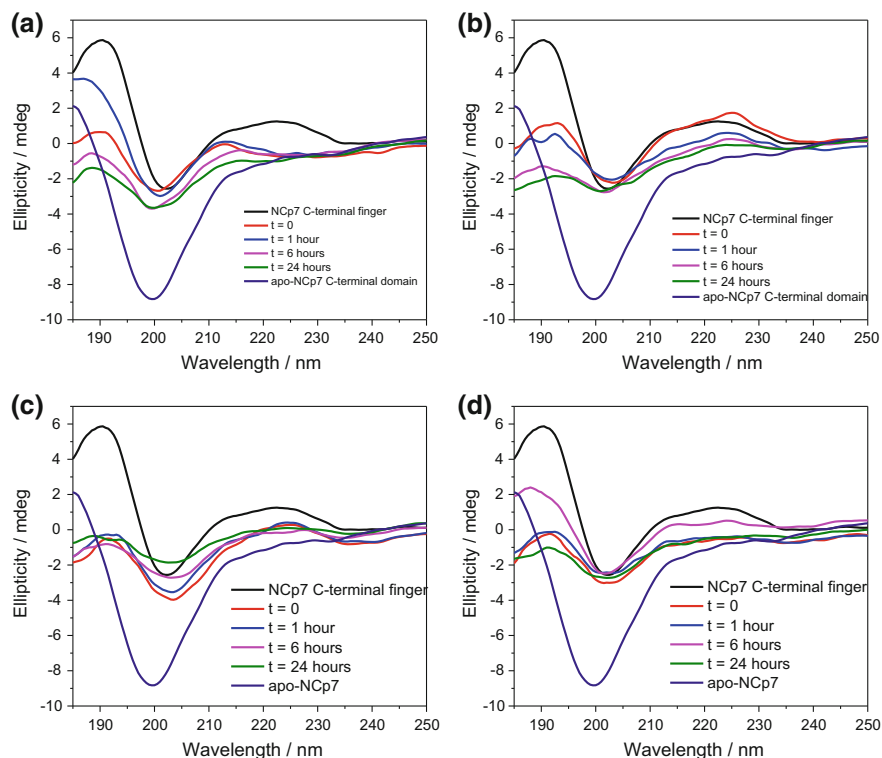 (a)
6
4
2
0
-2
-4
-6
-8
-10
Ellipticity / mdeg
NCp7 C-terminal finger
t = 0
t = 1 hour
t = 6 hours
t = 24 hours
apo-NCp7 C-terminal domain
190 200 210 220 230 240 250
Wavelength / nm
(b)
6
4
2
0
-2
-4
-6
-8
-10
Ellipticity / mdeg
NCp7 C-terminal finger
t = 0
t = 1 hour
t = 6 hours
t = 24 hours
apo-NCp7 C-terminal domain
190 200 210 220 230 240 250
Wavelength / nm
(c)
6
4
2
0
-2
-4
-6
-8
-10
Ellipticity / mdeg
NCp7 C-terminal finger
t = 0
t = 1 hour
t = 6 hours
t = 24 hours
apo-NCp7
190 200 210 220 230 240 250
Wavelength / nm
(d)
6
4
2
0
-2
-4
-6
-8
-10
Ellipticity / mdeg
NCp7 C-terminal finger
t = 0
t = 1 hour
t = 6 hours
t = 24 hours
apo-NCp7
190 200 210 220 230 240 250
Wavelength / nm